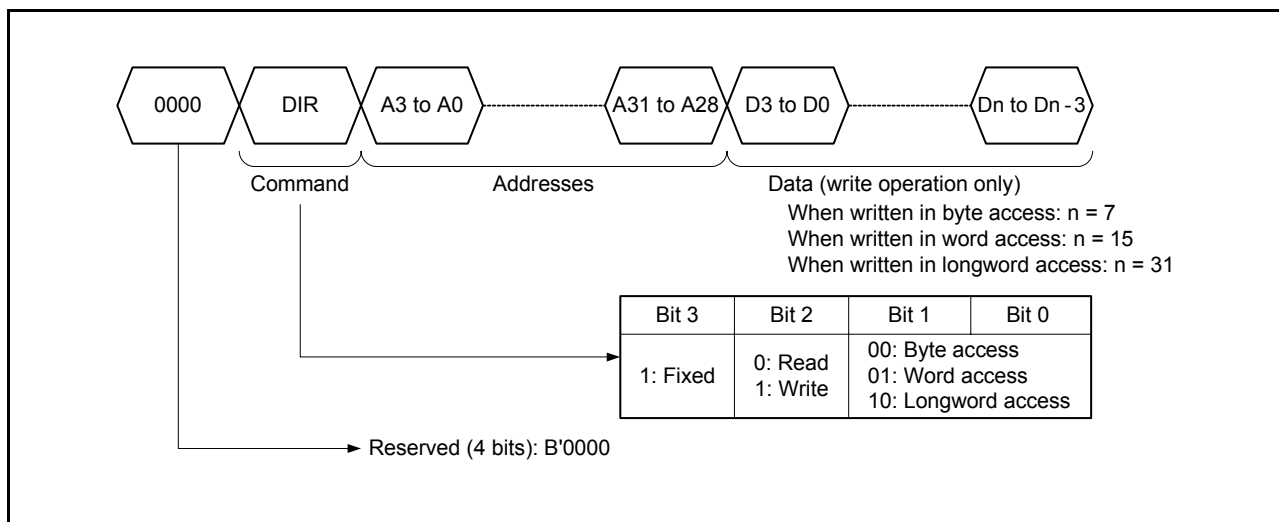 0000 DIR A3 to A0 A31 to A28 D3 to D0 Dn to Dn-3
Command Addresses Data (write operation only)
When written in byte access: n = 7
When written in word access: n = 15
When written in longword access: n = 31
Bit 3 Bit 2 Bit 1 Bit 0
1: Fixed
0: Read
1: Write
00: Byte access
01: Word access
10: Longword access
Reserved (4 bits): B'0000